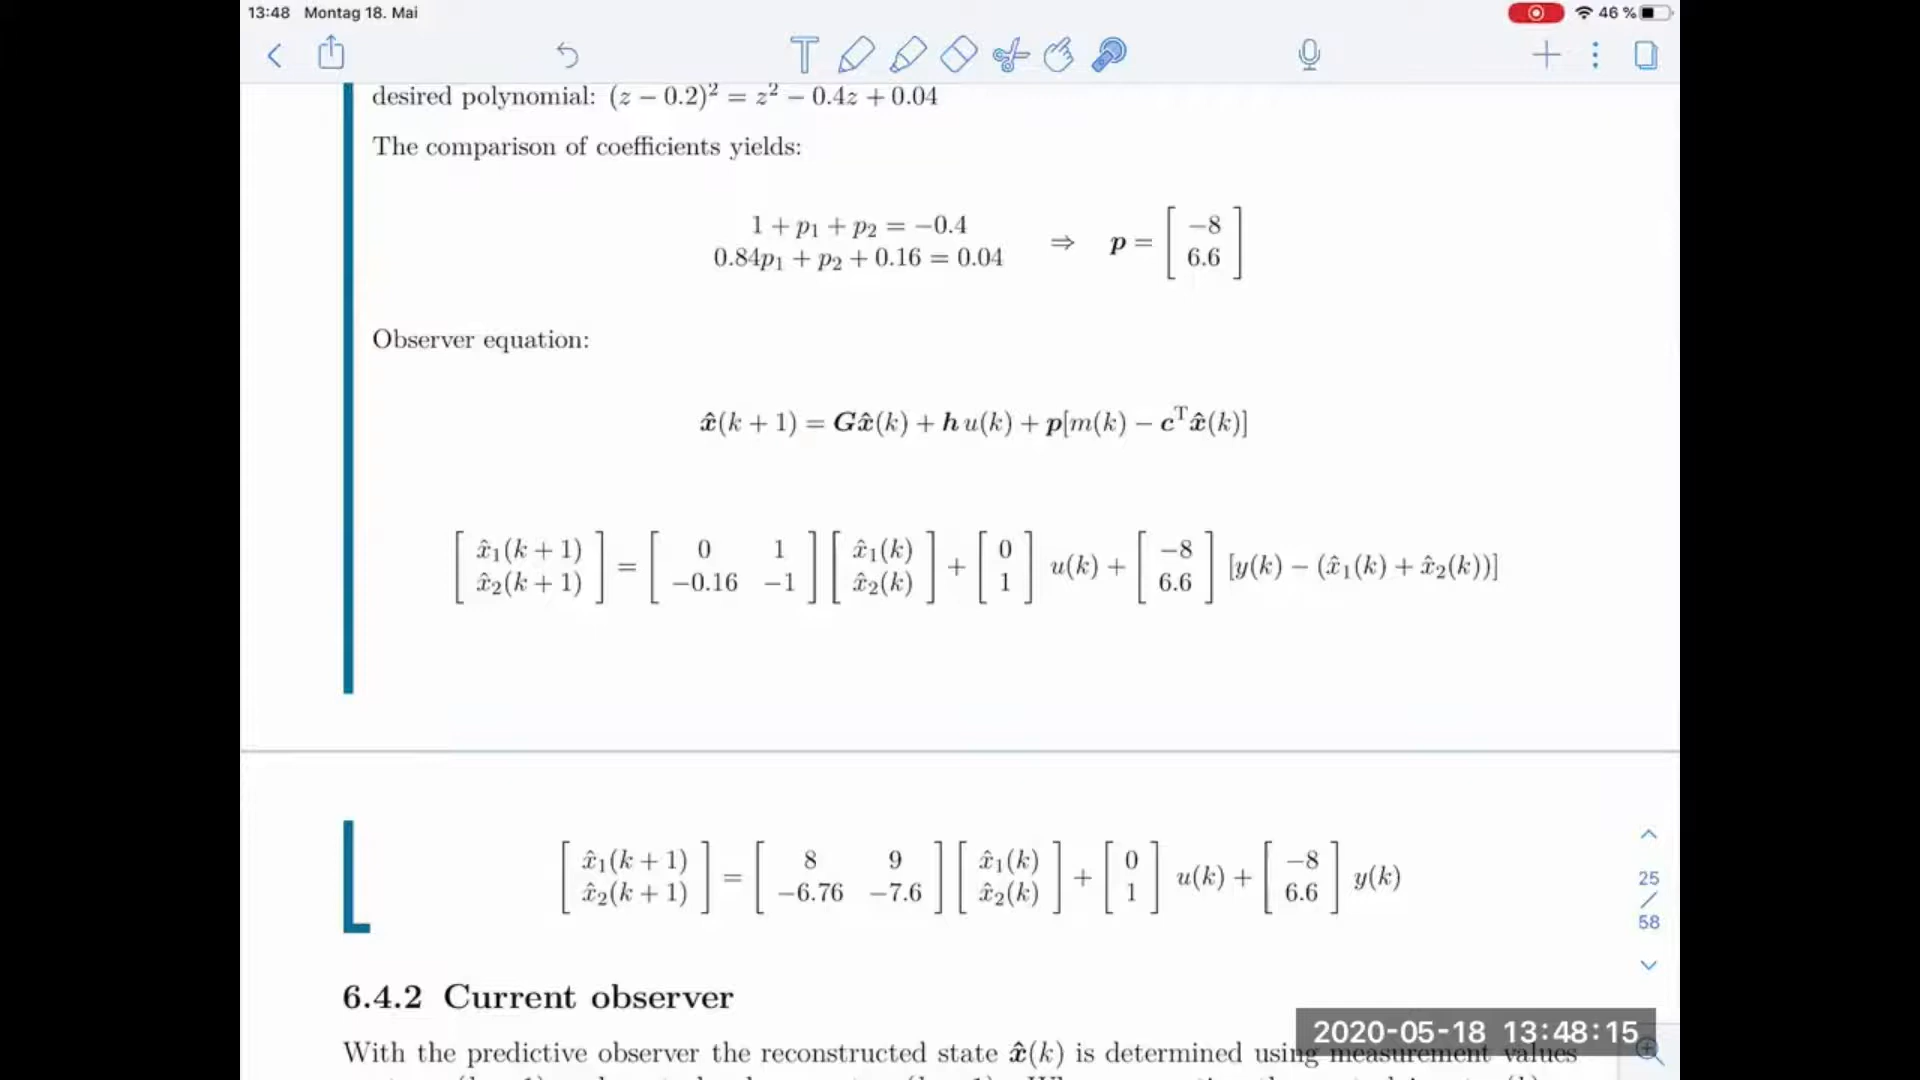 13:48 Montag 18. Mai
46 %
desired polynomial: (z − 0.2)² = z² − 0.4z + 0.04
The comparison of coefficients yields:
1 + p₁ + p₂ = −0.4
0.84p₁ + p₂ + 0.16 = 0.04
⇒ p = [ −8 6.6 ]
Observer equation:
x̂(k + 1) = Gx̂(k) + h u(k) + p[m(k) − cᵀx̂(k)]
[ x̂₁(k + 1) x̂₂(k + 1) ] = [ 0 1 −0.16 −1 ] [ x̂₁(k) x̂₂(k) ] + [ 0 1 ] u(k) + [ −8 6.6 ] [y(k) − (x̂₁(k) + x̂₂(k))]
[ x̂₁(k + 1) x̂₂(k + 1) ] = [ 8 9 −6.76 −7.6 ] [ x̂₁(k) x̂₂(k) ] + [ 0 1 ] u(k) + [ −8 6.6 ] y(k)
25
/
58
6.4.2 Current observer
2020-05-18 13:48:15
With the predictive observer the reconstructed state x̂(k) is determined using measurement values